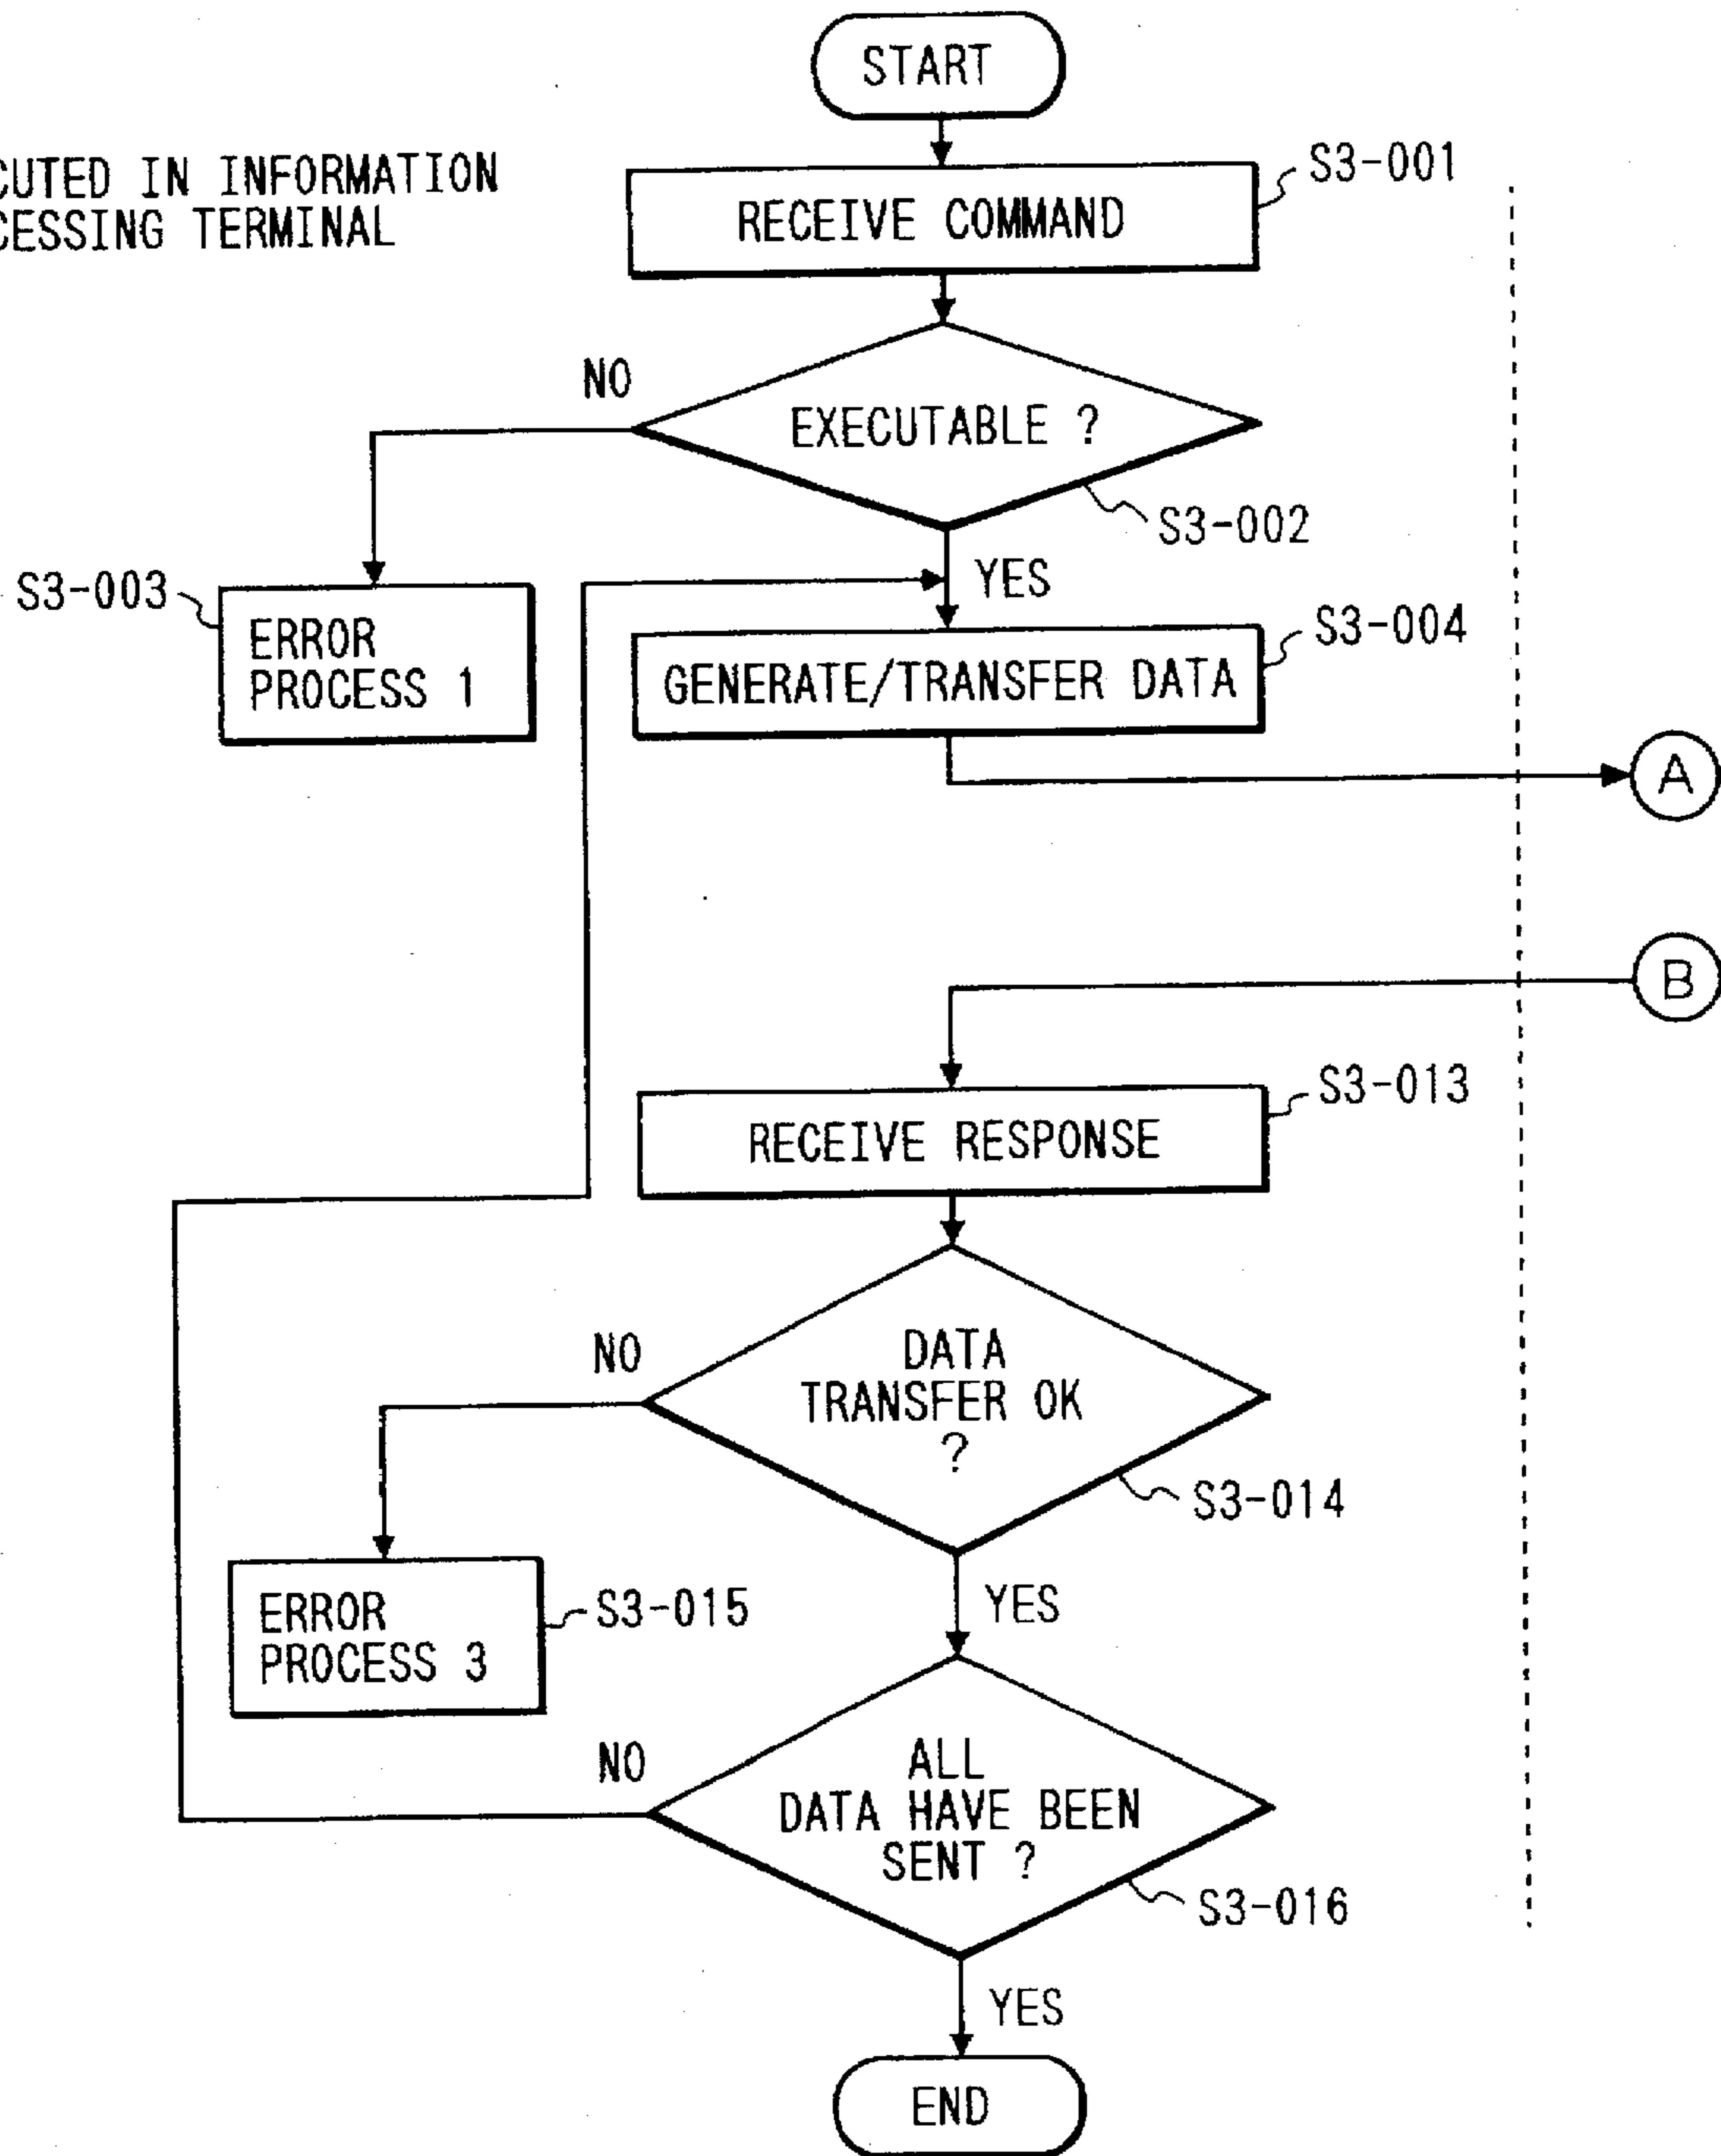 START
CUTED IN INFORMATION
CESSING TERMINAL
S3-001
RECEIVE COMMAND
NO
EXECUTABLE ?
S3-002
YES
S3-003
ERROR
PROCESS 1
S3-004
GENERATE/TRANSFER DATA
A
B
S3-013
RECEIVE RESPONSE
NO
DATA
TRANSFER OK
?
S3-014
YES
ERROR
PROCESS 3
S3-015
NO
ALL
DATA HAVE BEEN
SENT ?
S3-016
YES
END